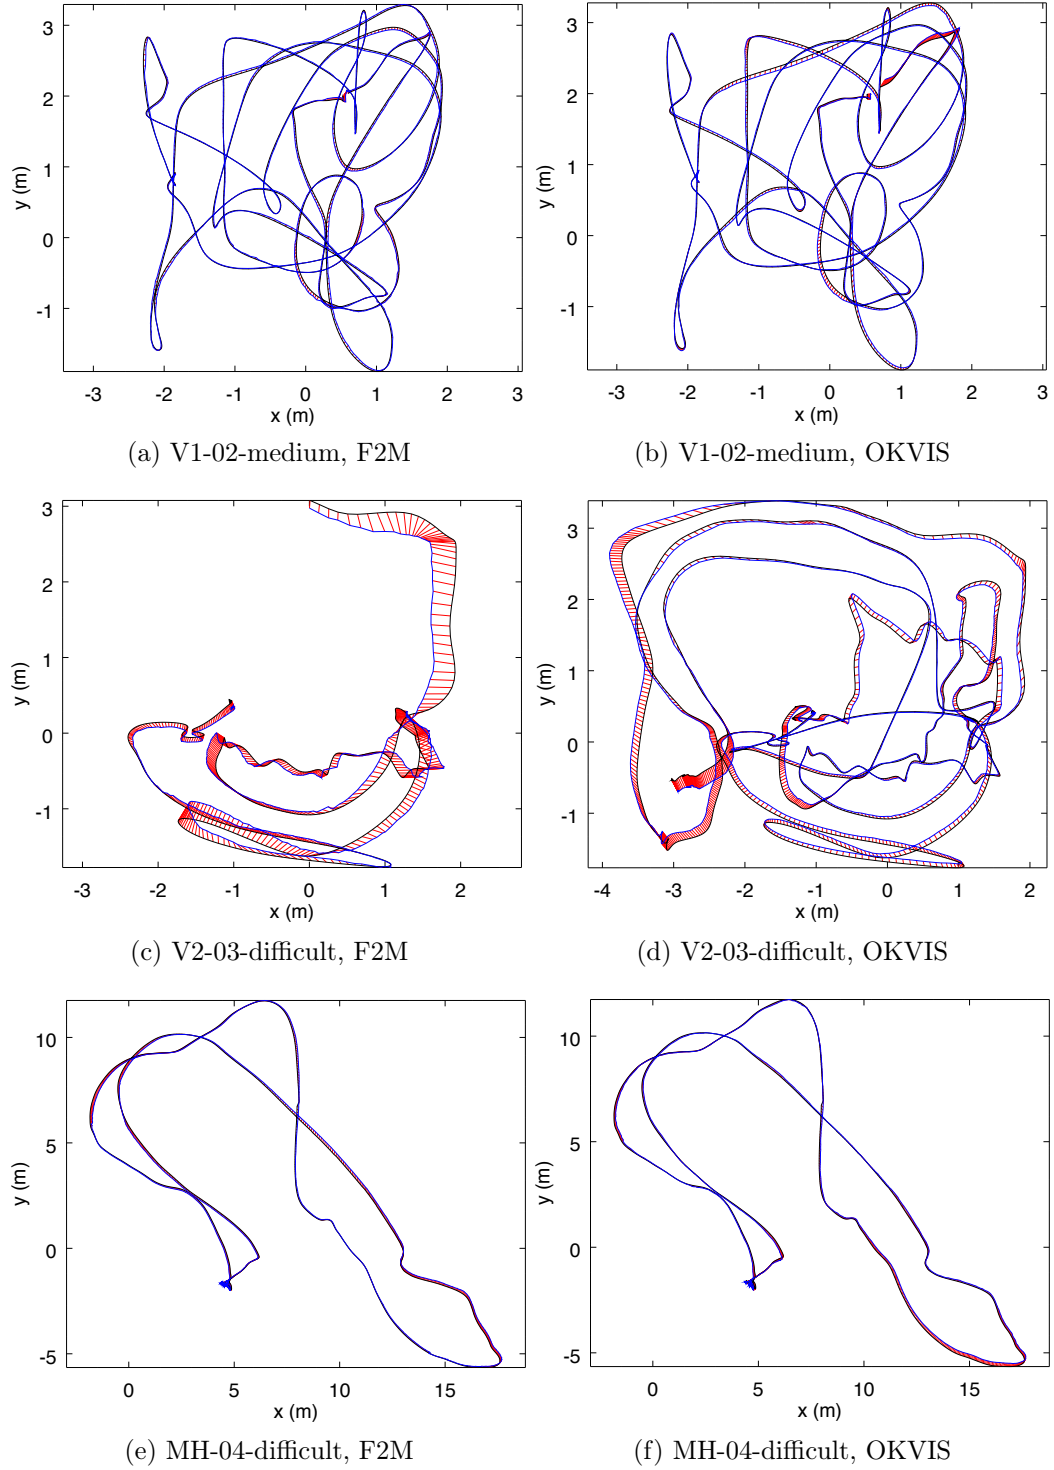 3
2
1
0
-1
y (m)
-3 -2 -1 0 1 2 3
x (m)
(a) V1-02-medium, F2M
3
2
1
0
-1
y (m)
-3 -2 -1 0 1 2 3
x (m)
(b) V1-02-medium, OKVIS
3
2
1
0
-1
y (m)
-3 -2 -1 0 1 2
x (m)
(c) V2-03-difficult, F2M
3
2
1
0
-1
y (m)
-4 -3 -2 -1 0 1 2
x (m)
(d) V2-03-difficult, OKVIS
10
5
0
-5
y (m)
0 5 10 15
x (m)
(e) MH-04-difficult, F2M
10
5
0
-5
y (m)
0 5 10 15
x (m)
(f) MH-04-difficult, OKVIS